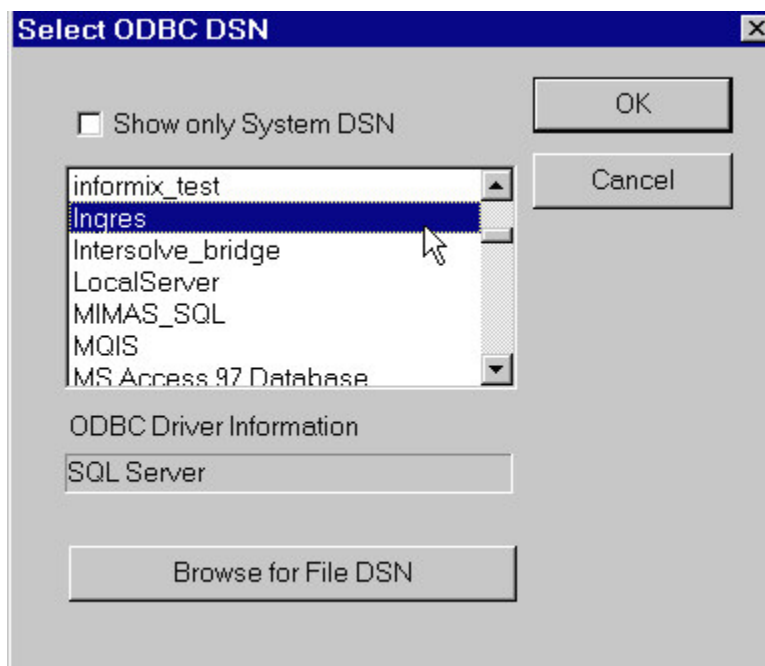 Select ODBC DSN
Show only System DSN
OK
Cancel
informix_test
Ingres
Intersolve_bridge
LocalServer
MIMAS_SQL
MQIS
MS Access 97 Database
ODBC Driver Information
SQL Server
Browse for File DSN